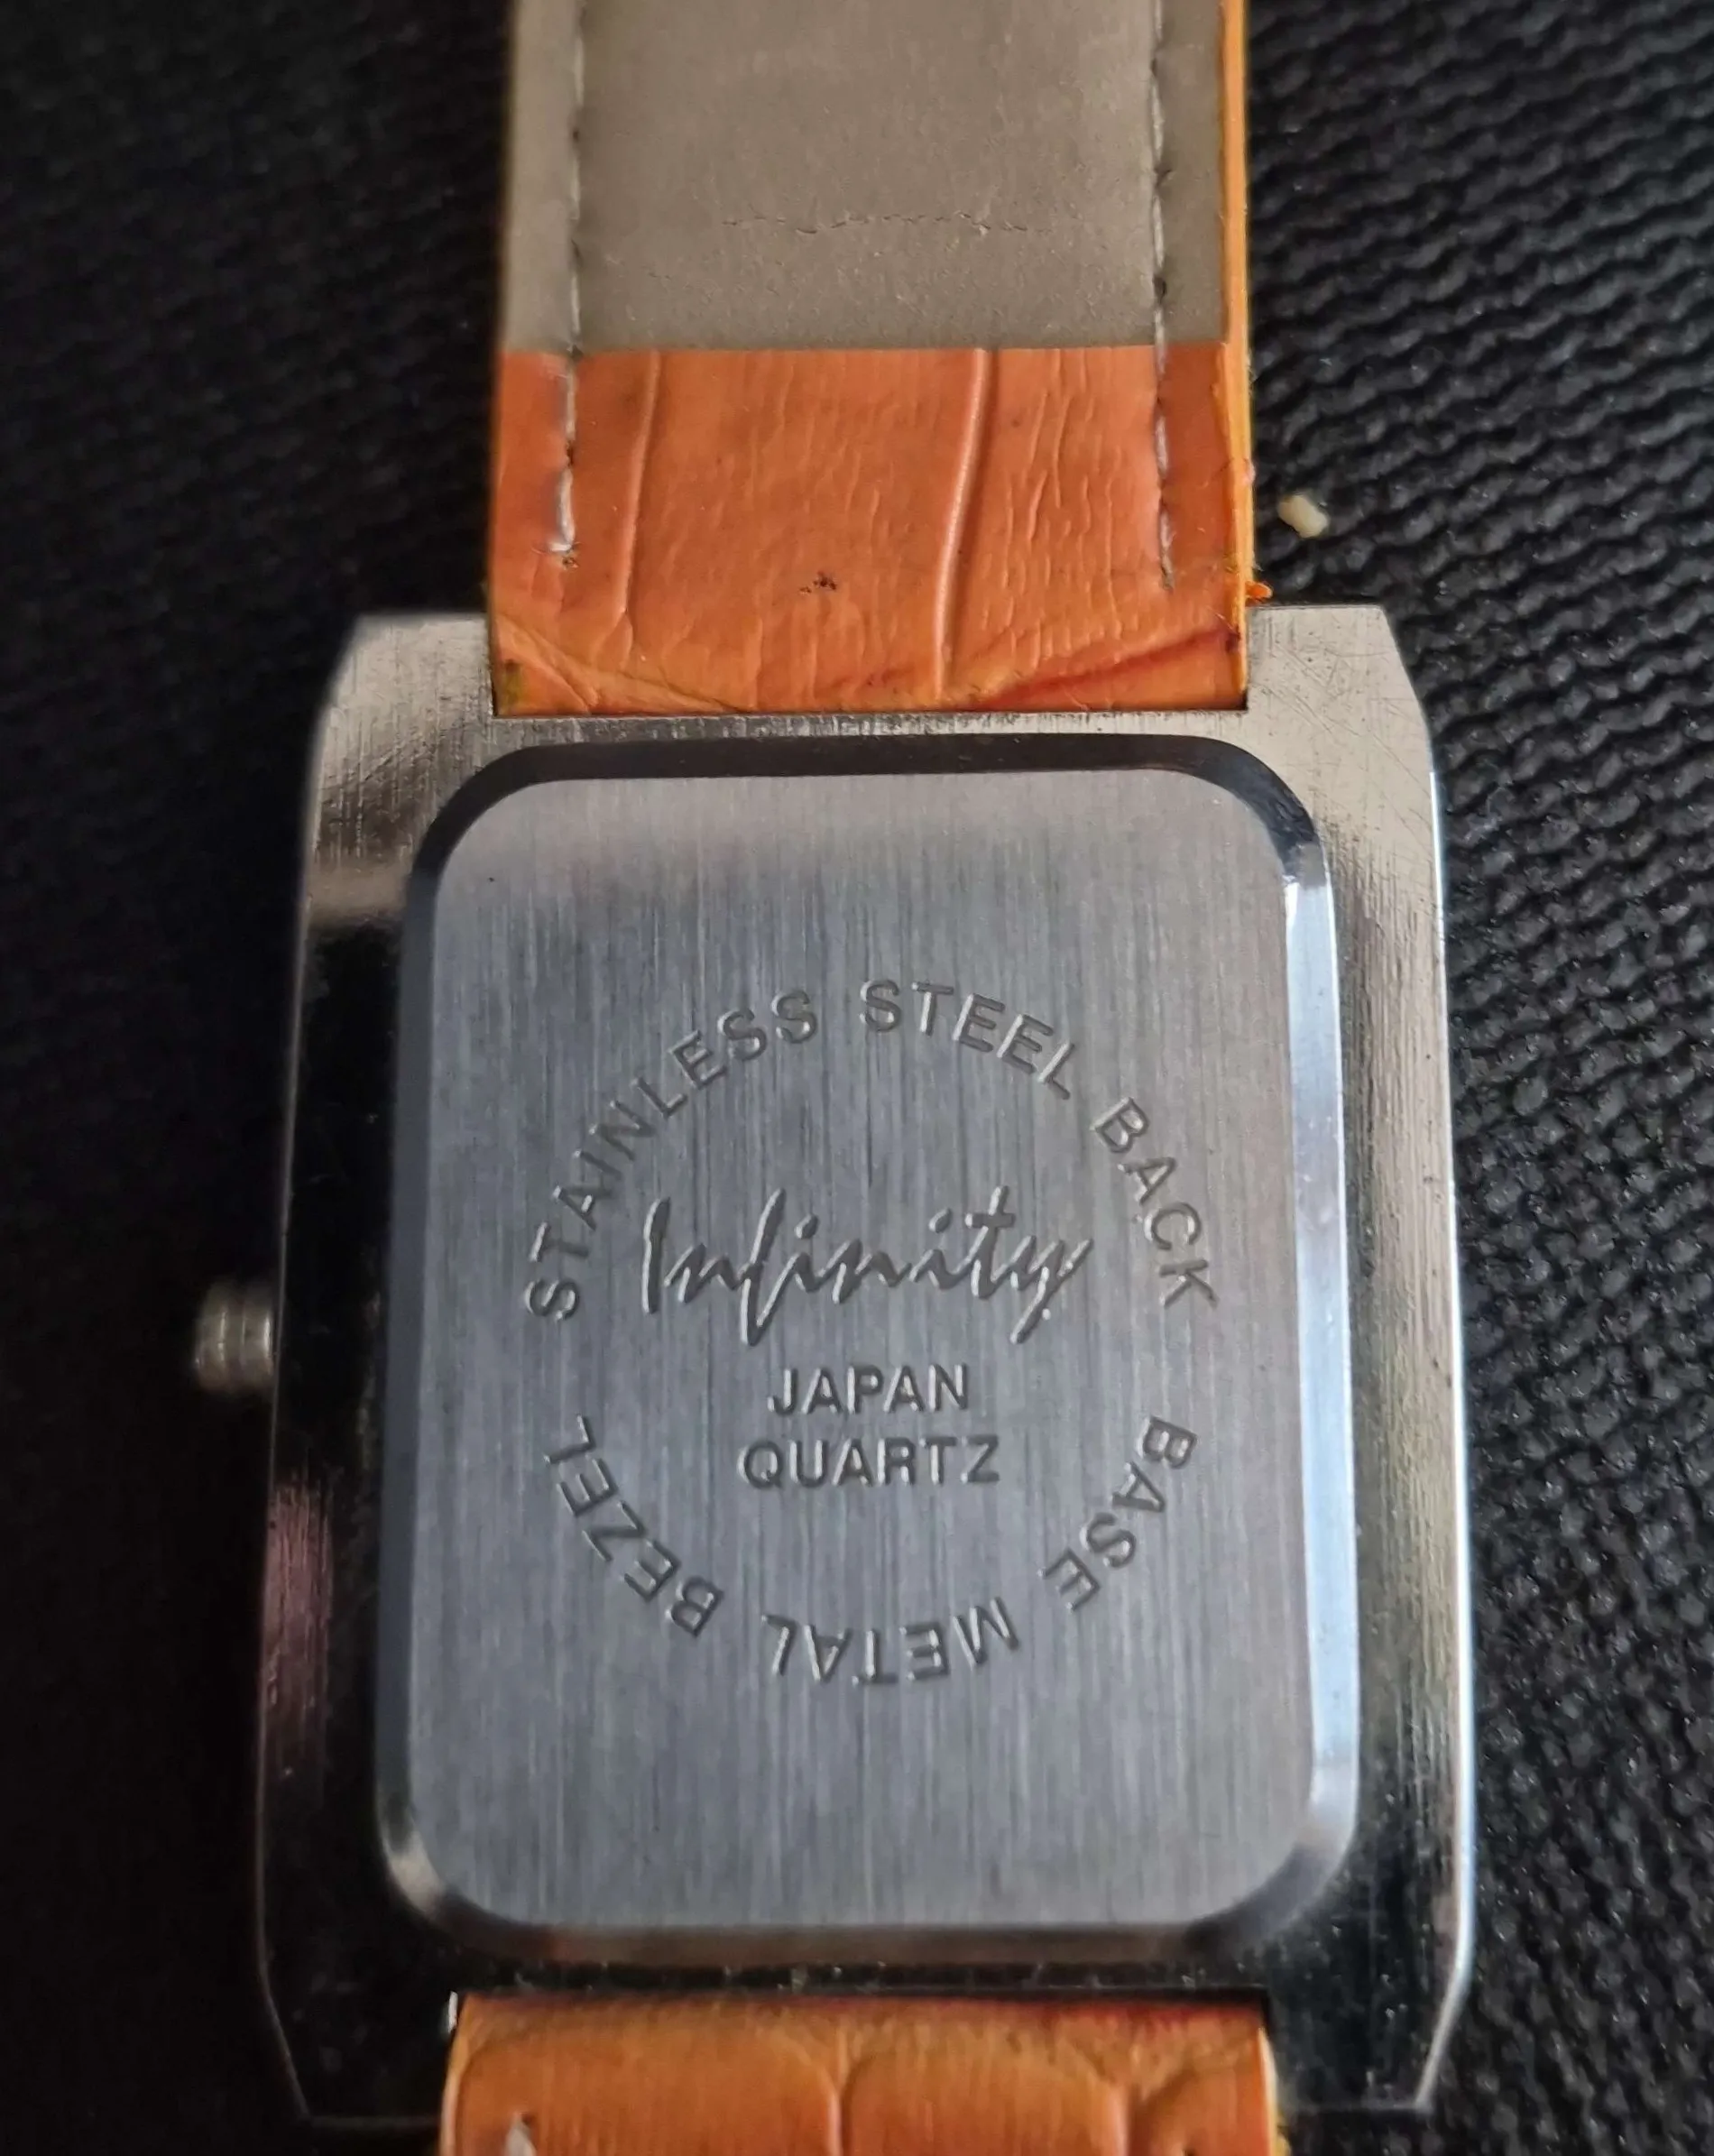 STAINLESS STEEL BACK
Infinity
JAPAN
QUARTZ
BASE METAL BEZEL